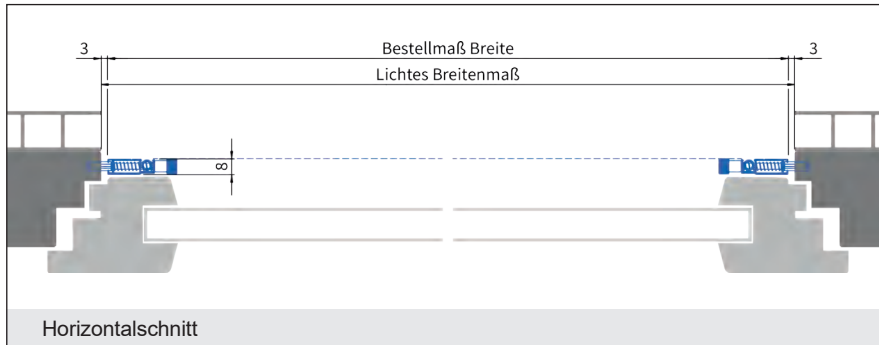 3 Bestellmaß Breite 3
Lichtes Breitenmaß
8
Horizontalschnitt